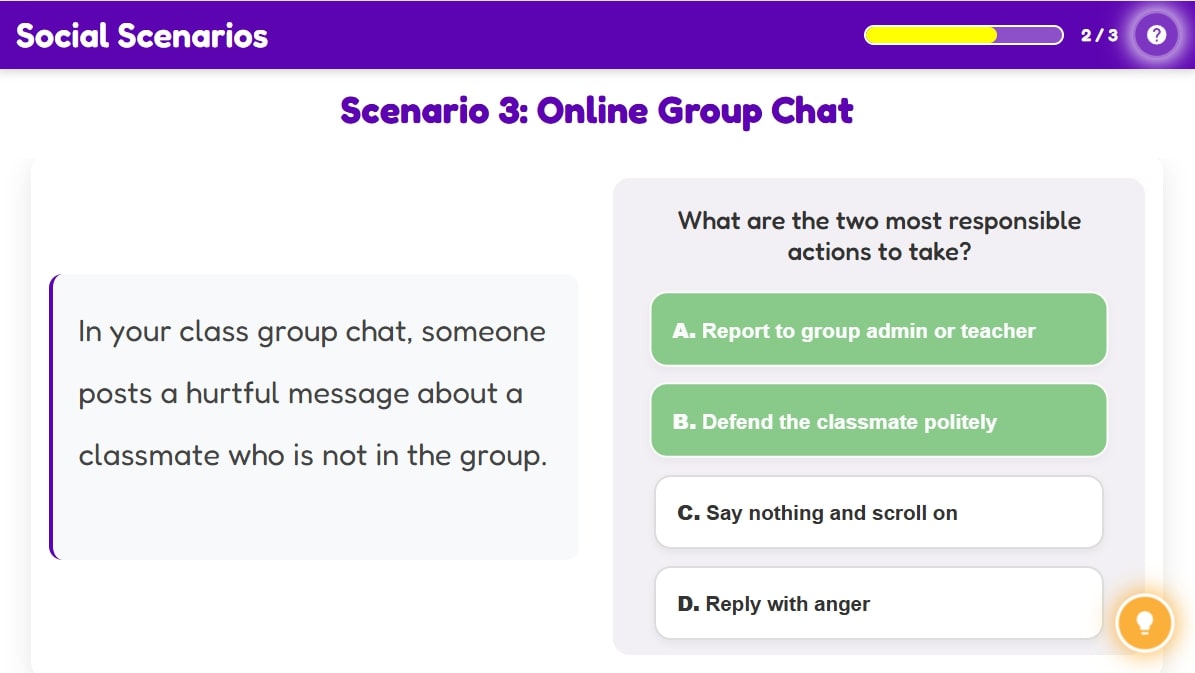 Social Scenarios
2 / 3
?
Scenario 3: Online Group Chat
In your class group chat, someone
posts a hurtful message about a
classmate who is not in the group.
What are the two most responsible
actions to take?
A. Report to group admin or teacher
B. Defend the classmate politely
C. Say nothing and scroll on
D. Reply with anger